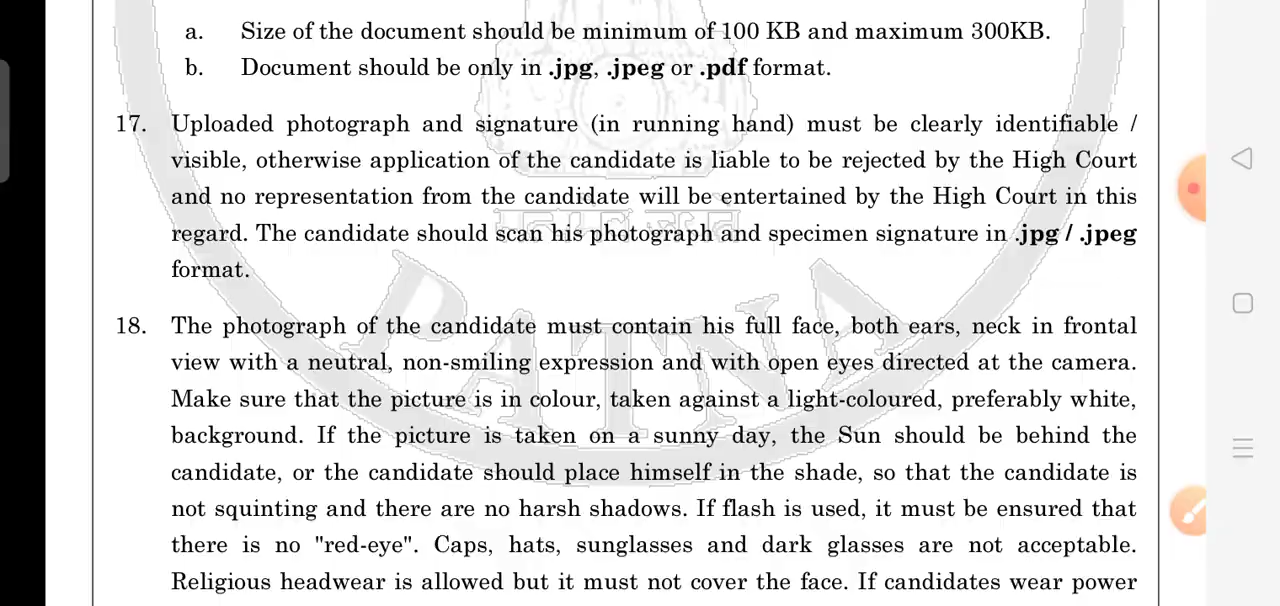 a. Size of the document should be minimum of 100 KB and maximum 300KB.
b. Document should be only in .jpg, .jpeg or .pdf format.
17. Uploaded photograph and signature (in running hand) must be clearly identifiable /
visible, otherwise application of the candidate is liable to be rejected by the High Court
and no representation from the candidate will be entertained by the High Court in this
regard. The candidate should scan his photograph and specimen signature in .jpg / .jpeg
format.
18. The photograph of the candidate must contain his full face, both ears, neck in frontal
view with a neutral, non-smiling expression and with open eyes directed at the camera.
Make sure that the picture is in colour, taken against a light-coloured, preferably white,
background. If the picture is taken on a sunny day, the Sun should be behind the
candidate, or the candidate should place himself in the shade, so that the candidate is
not squinting and there are no harsh shadows. If flash is used, it must be ensured that
there is no "red-eye". Caps, hats, sunglasses and dark glasses are not acceptable.
Religious headwear is allowed but it must not cover the face. If candidates wear power
PATNA